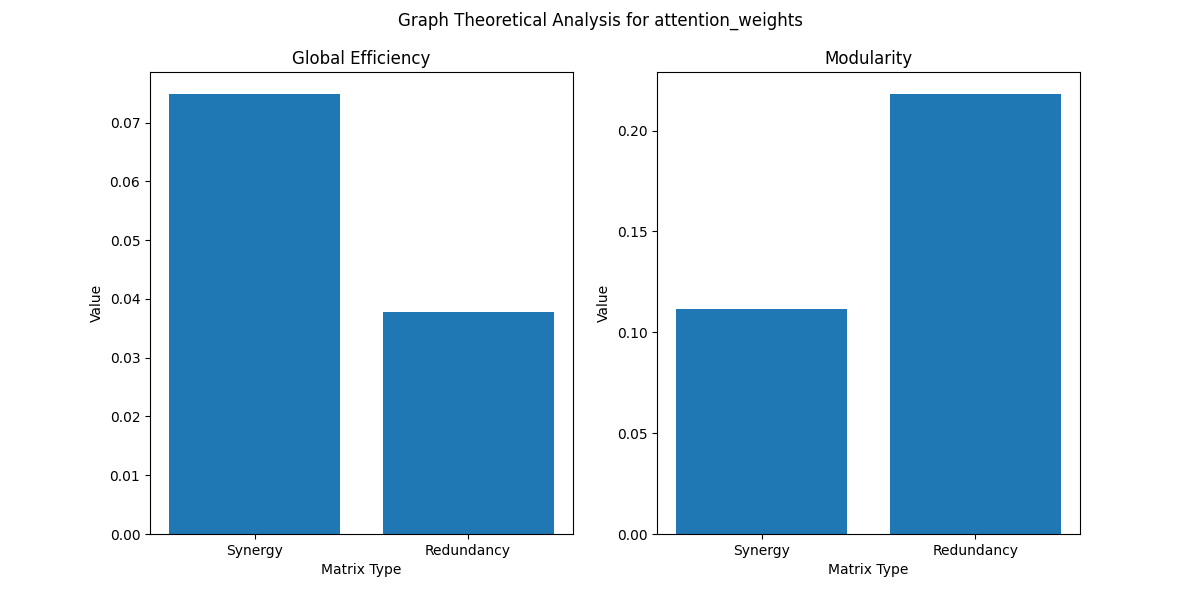 Graph Theoretical Analysis for attention_weights
Global Efficiency
Value
0.07
0.06
0.05
0.04
0.03
0.02
0.01
0.00
Synergy
Redundancy
Matrix Type
Modularity
Value
0.20
0.15
0.10
0.05
0.00
Synergy
Redundancy
Matrix Type